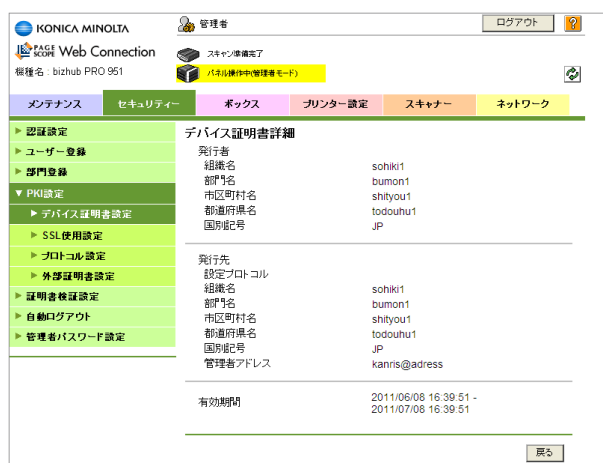 KONICA MINOLTA
管理者
ログアウト
?
PAGE SCOPE Web Connection
スキャン準備完了
機種名 : bizhub PRO 951
パネル操作中(管理者モード)
メンテナンス
セキュリティー
ボックス
プリンター設定
スキャナー
ネットワーク
認証設定
ユーザー登録
部門登録
PKI設定
デバイス証明書設定
SSL使用設定
プロトコル設定
外部証明書設定
証明書検証設定
自動ログアウト
管理者パスワード設定
デバイス証明書詳細
発行者
組織名 sohiki1
部門名 bumon1
市区町村名 shityou1
都道府県名 todouhu1
国別記号 JP
発行先
設定プロトコル
組織名 sohiki1
部門名 bumon1
市区町村名 shityou1
都道府県名 todouhu1
国別記号 JP
管理者アドレス kanris@adress
有効期間 2011/06/08 16:39:51 -
2011/07/08 16:39:51
戻る